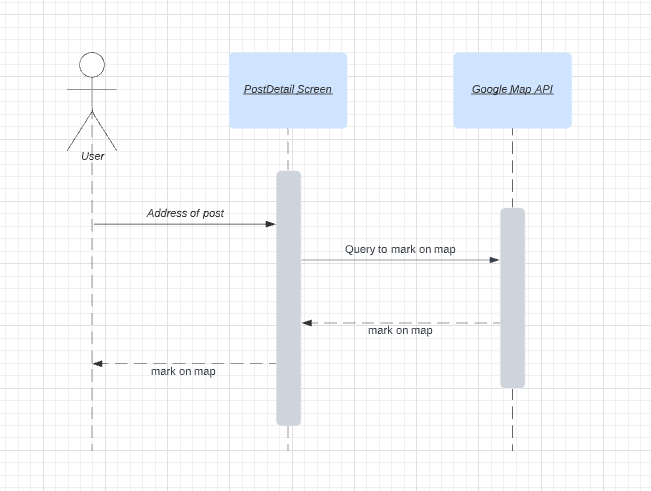 PostDetail Screen
Google Map API
User
Address of post
Query to mark on map
mark on map
mark on map